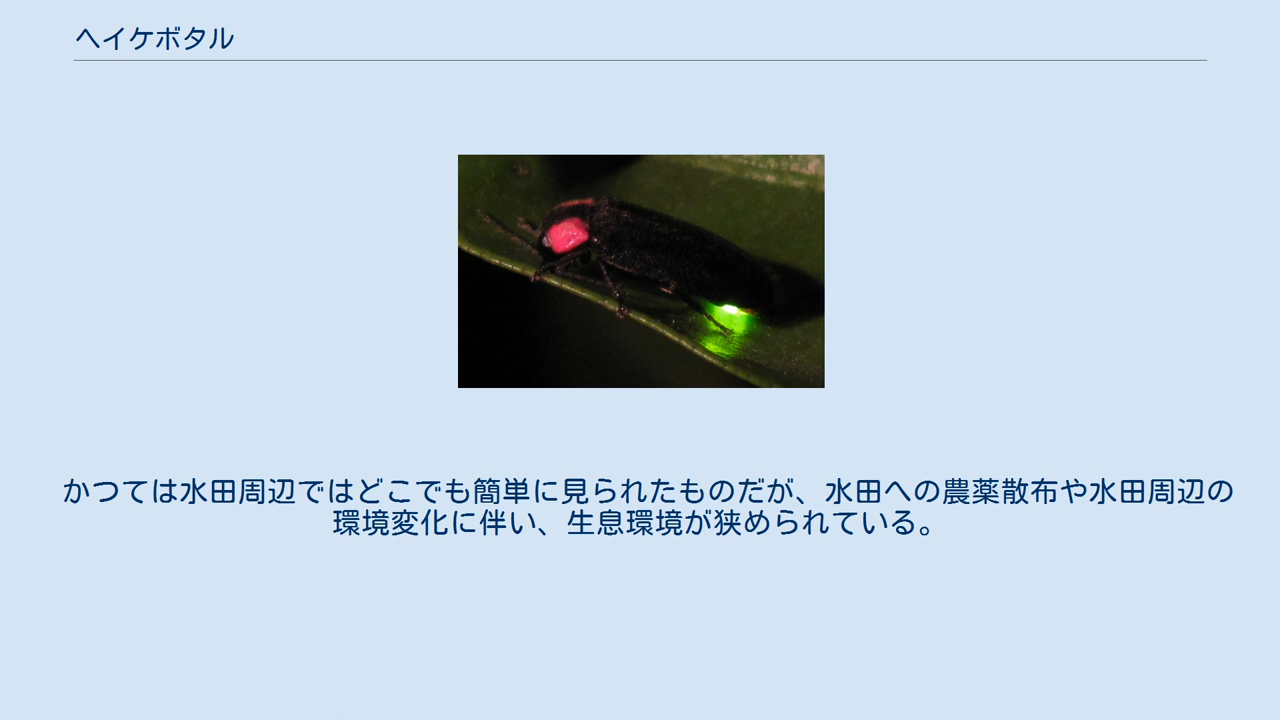 ヘイケボタル
かつては水田周辺ではどこでも簡単に見られたものだが、水田への農薬散布や水田周辺の
環境変化に伴い、生息環境が狭められている。